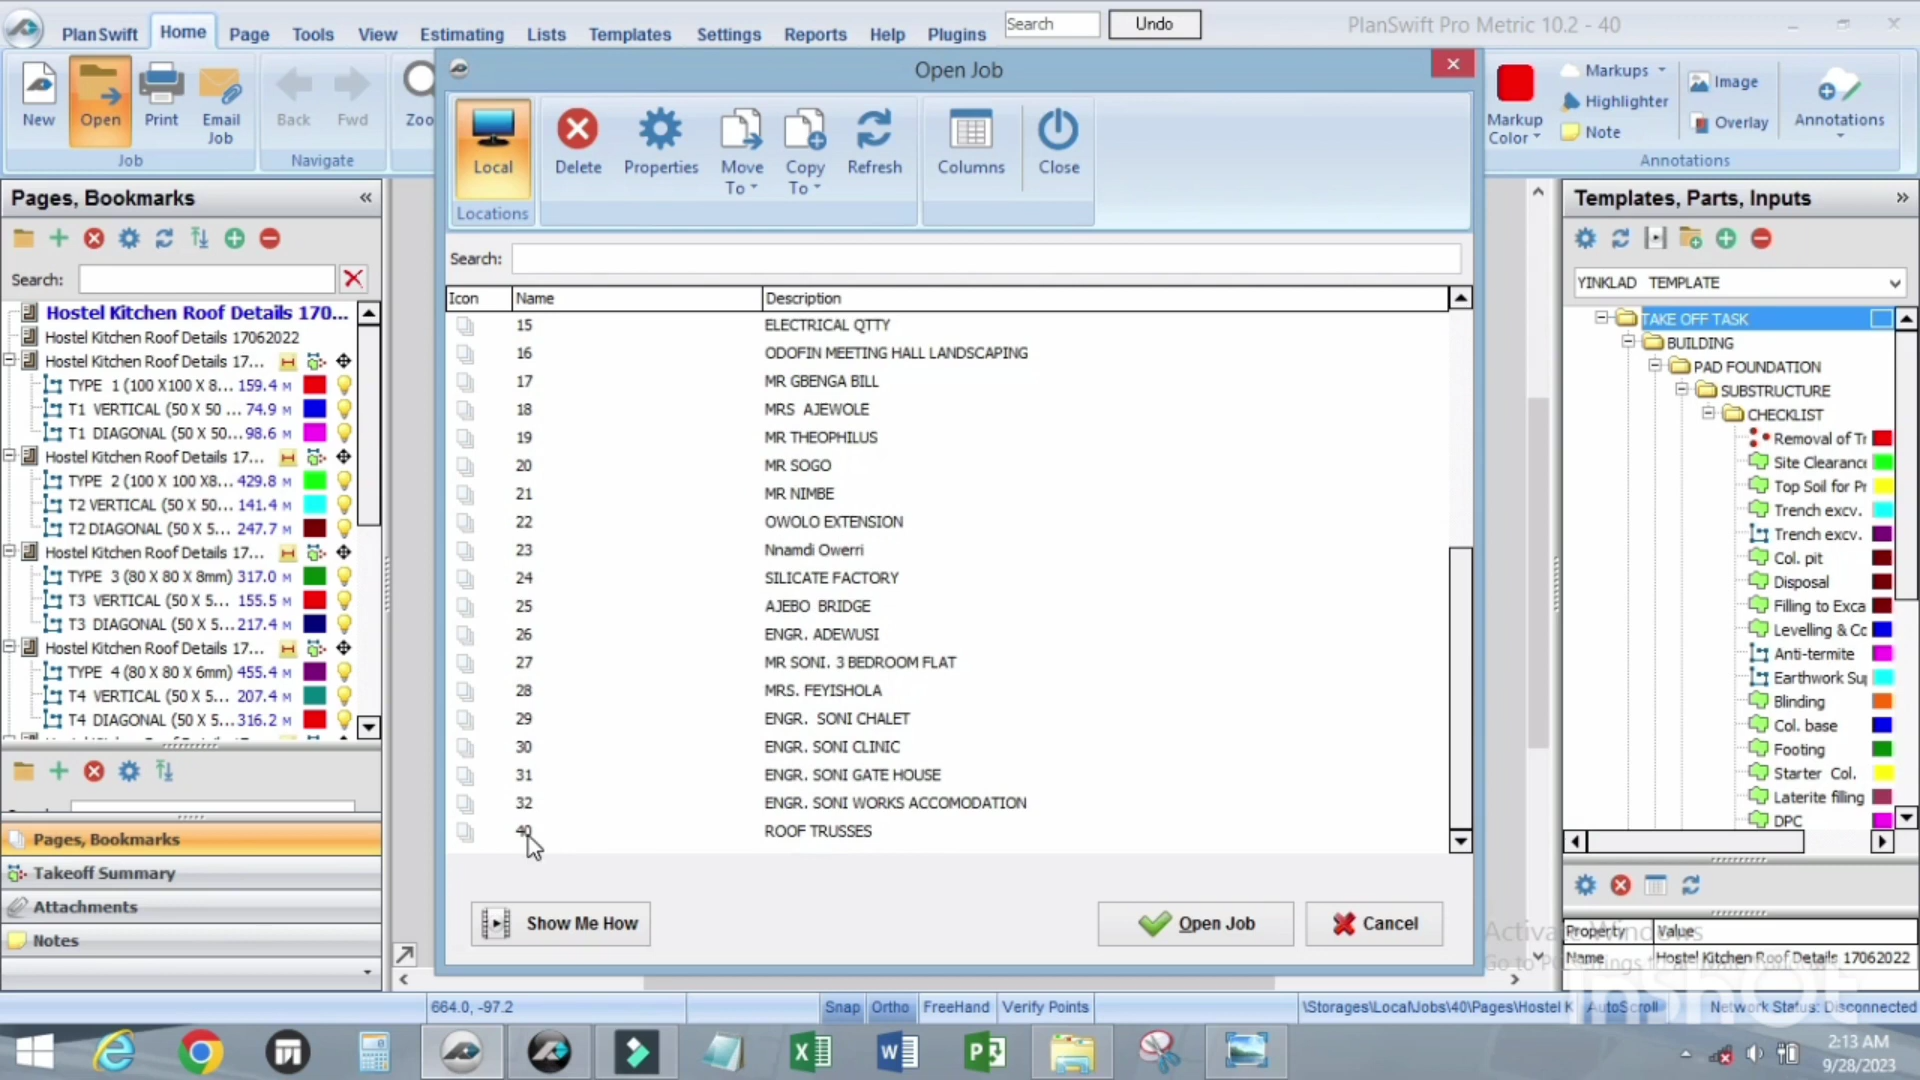 PlanSwift Home Page Tools View Estimating Lists Templates Settings Reports Help Plugins Search Undo PlanSwift Pro Metric 10.2 - 40
New Open Print Email Job Back Fwd Zoo
Job Navigate
Markup Color Markups Highlighter Note Image Overlay Annotations
Annotations
Open Job
Local Delete Properties Move To Copy To Refresh Columns Close
Locations
Search:
Icon Name Description
15 ELECTRICAL QTTY
16 ODOFIN MEETING HALL LANDSCAPING
17 MR GBENGA BILL
18 MRS AJEWOLE
19 MR THEOPHILUS
20 MR SOGO
21 MR NIMBE
22 OWOLO EXTENSION
23 Nnamdi Owerri
24 SILICATE FACTORY
25 AJEBO BRIDGE
26 ENGR. ADEWUSI
27 MR SONI. 3 BEDROOM FLAT
28 MRS. FEYISHOLA
29 ENGR. SONI CHALET
30 ENGR. SONI CLINIC
31 ENGR. SONI GATE HOUSE
32 ENGR. SONI WORKS ACCOMODATION
40 ROOF TRUSSES
Show Me How Open Job Cancel
Pages, Bookmarks «
Search:
Hostel Kitchen Roof Details 170...
Hostel Kitchen Roof Details 17062022
Hostel Kitchen Roof Details 17...
TYPE 1 (100 X100 X 8... 159.4 M
T1 VERTICAL (50 X 50 ... 74.9 M
T1 DIAGONAL (50 X 50... 98.6 M
Hostel Kitchen Roof Details 17...
TYPE 2 (100 X 100 X8... 429.8 M
T2 VERTICAL (50 X 50... 141.4 M
T2 DIAGONAL (50 X 5... 247.7 M
Hostel Kitchen Roof Details 17...
TYPE 3 (80 X 80 X 8mm) 317.0 M
T3 VERTICAL (50 X 5... 155.5 M
T3 DIAGONAL (50 X 5... 217.4 M
Hostel Kitchen Roof Details 17...
TYPE 4 (80 X 80 X 6mm) 455.4 M
T4 VERTICAL (50 X 5... 207.4 M
T4 DIAGONAL (50 X 5... 316.2 M
Pages, Bookmarks
Takeoff Summary
Attachments
Notes
Templates, Parts, Inputs »
YINKLAD TEMPLATE
TAKE OFF TASK
BUILDING
PAD FOUNDATION
SUBSTRUCTURE
CHECKLIST
Removal of Tr
Site Clearance
Top Soil for Pr
Trench excv.
Trench excv.
Col. pit
Disposal
Filling to Exca
Levelling & Cc
Anti-termite
Earthwork Su
Blinding
Col. base
Footing
Starter Col.
Laterite filling
DPC
Property Value
Name Hostel Kitchen Roof Details 17062022
Activate Windows
InShOt
664.0, -97.2 Snap Ortho FreeHand Verify Points \Storages\Local\Jobs\40\Pages\Hostel K AutoScroll Network Status: Disconnected
2:13 AM
9/28/2023